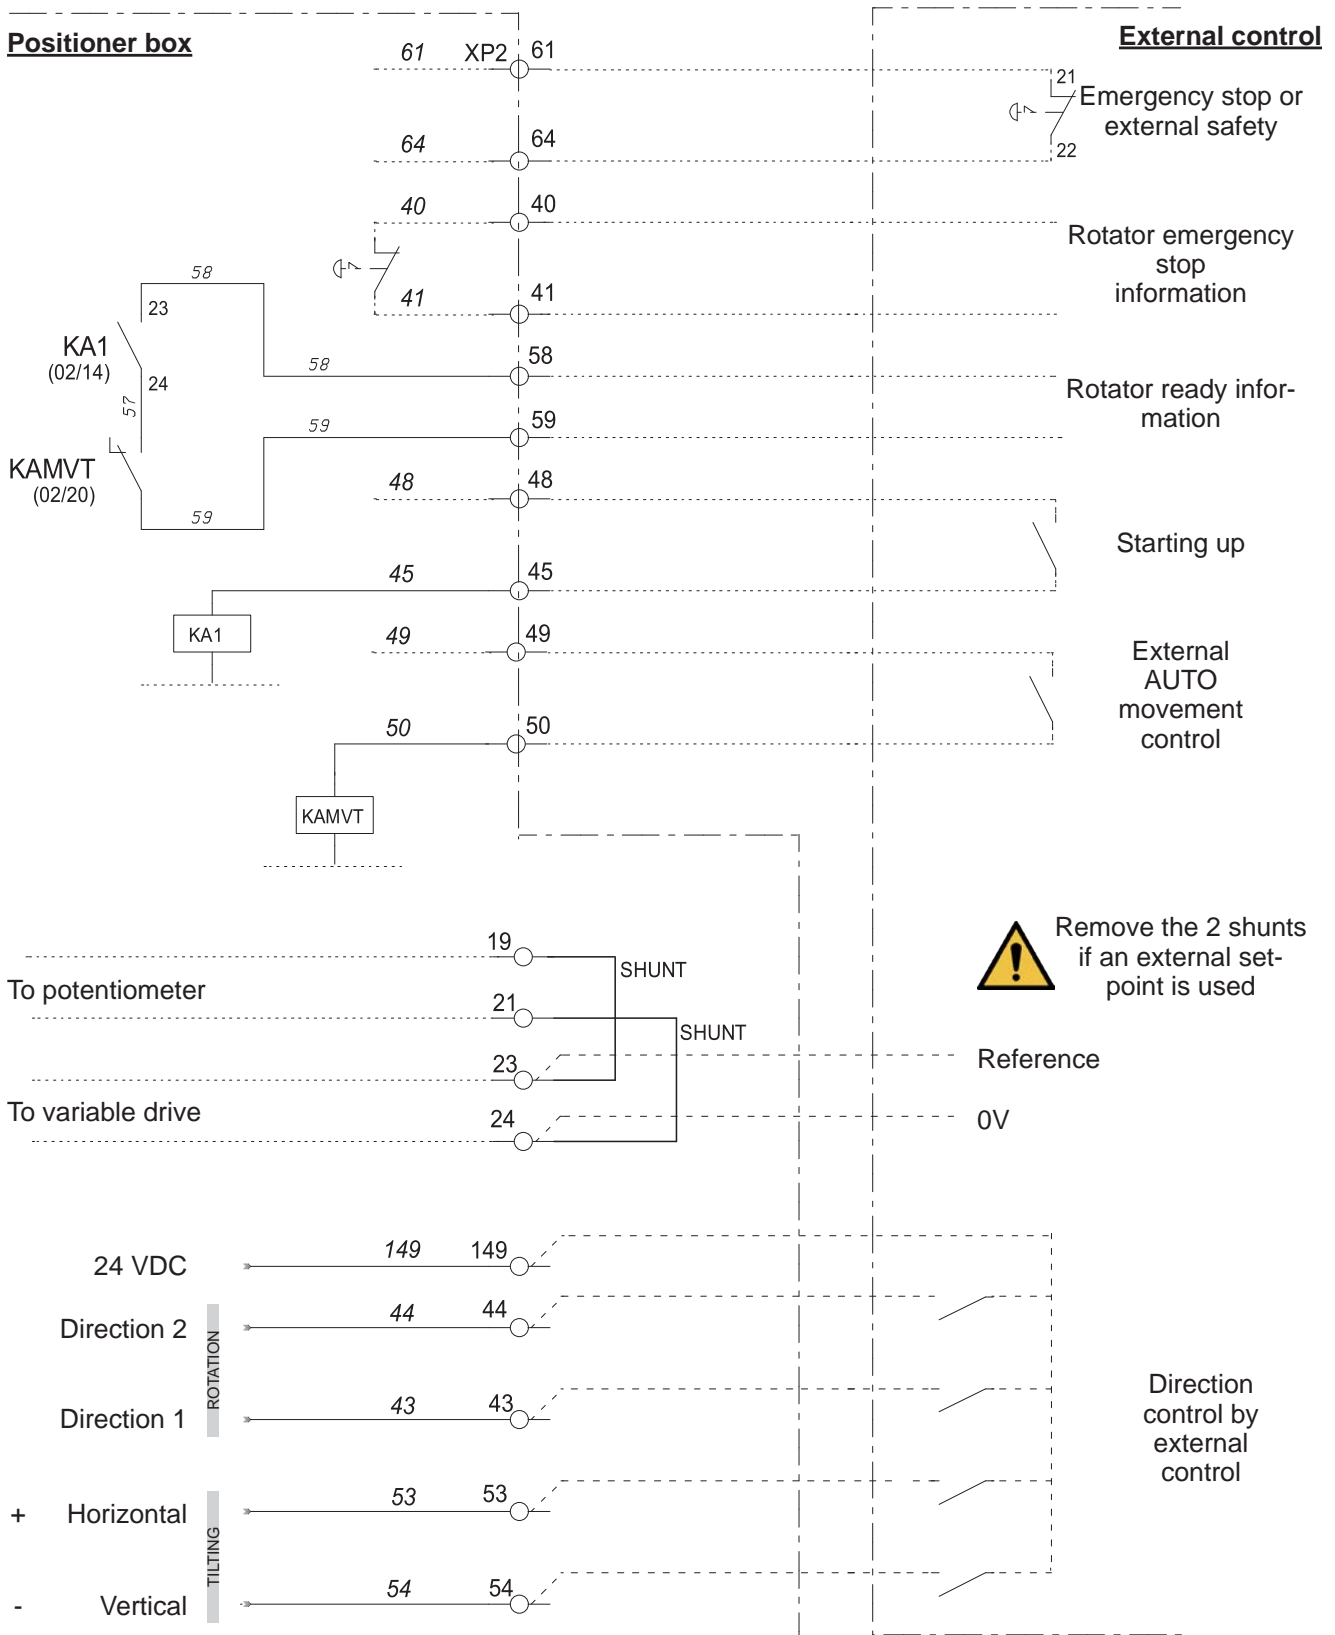 Positioner box
External control
61 XP2 61
21
Emergency stop or
external safety
22
64 64
40 40
Rotator emergency
stop
information
41 41
58
23
KA1
(02/14)
24
57
58 58
Rotator ready infor-
mation
59 59
KAMVT
(02/20)
59
48 48
Starting up
45 45
KA1
49 49
External
AUTO
movement
control
50 50
KAMVT
Remove the 2 shunts
if an external set-
point is used
19
SHUNT
To potentiometer
21
SHUNT
23
Reference
To variable drive
24
0V
24 VDC 149 149
Direction 2 44 44
ROTATION
Direction 1 43 43
Direction
control by
external
control
+ Horizontal 53 53
TILTING
- Vertical 54 54